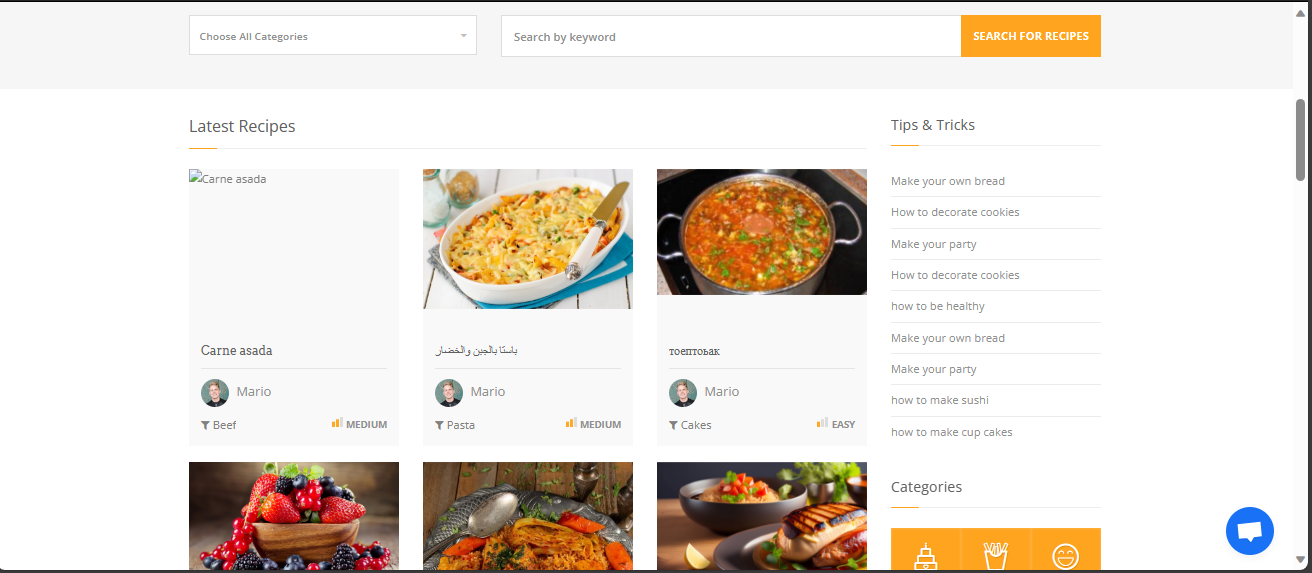 Choose All Categories
Search by keyword
SEARCH FOR RECIPES
Latest Recipes
Carne asada
Carne asada
Mario
Beef
MEDIUM
باستا بالجبن والخضار
Mario
Pasta
MEDIUM
тоептоьак
Mario
Cakes
EASY
Tips & Tricks
Make your own bread
How to decorate cookies
Make your party
How to decorate cookies
how to be healthy
Make your own bread
Make your party
how to make sushi
how to make cup cakes
Categories